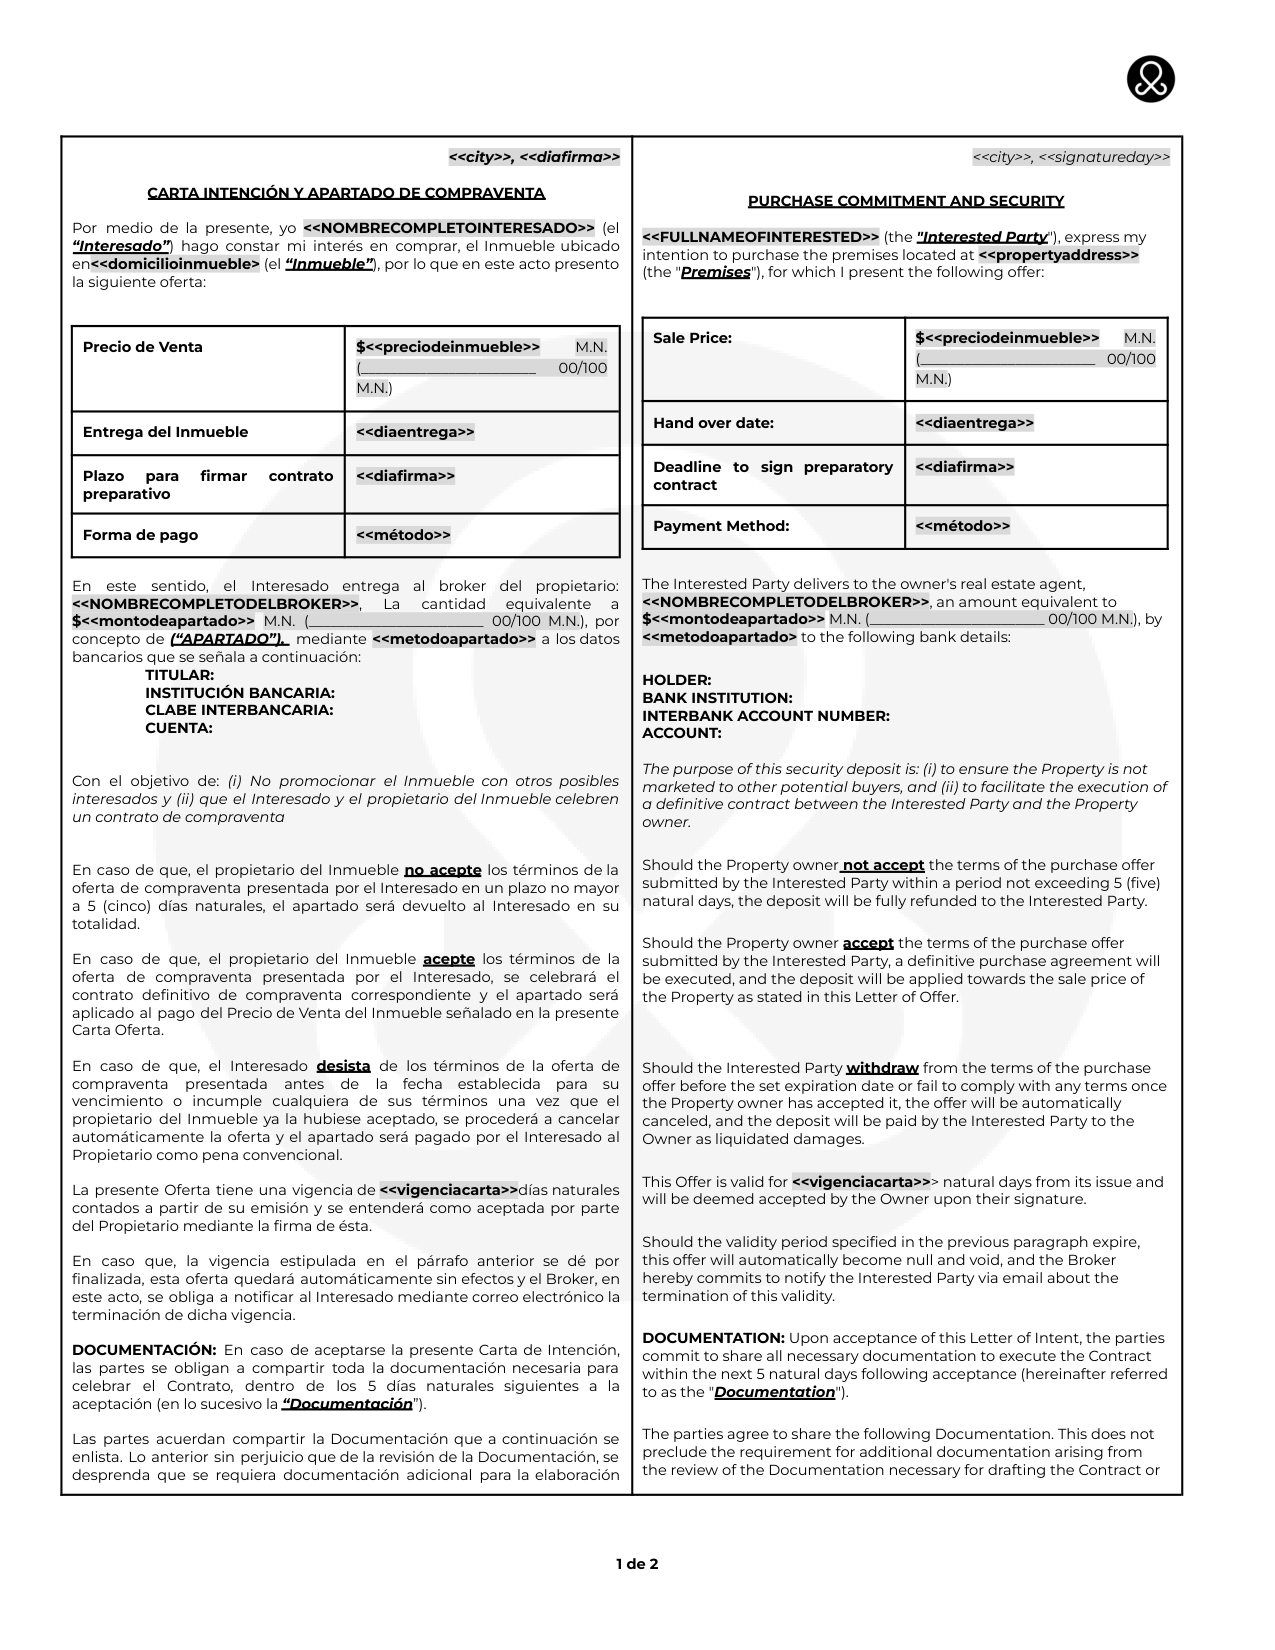 <<city>>, <<diafirma>>
CARTA INTENCIÓN Y APARTADO DE COMPRAVENTA
Por medio de la presente, yo <<NOMBRECOMPLETOINTERESADO>> (el
“Interesado”) hago constar mi interés en comprar, el Inmueble ubicado
en<<domicilioinmueble> (el “Inmueble”), por lo que en este acto presento
la siguiente oferta:
Precio de Venta
$<<preciodeinmueble>> M.N.
(________________________ 00/100
M.N.)
Entrega del Inmueble
<<diaentrega>>
Plazo para firmar contrato
preparativo
<<diafirma>>
Forma de pago
<<método>>
En este sentido, el Interesado entrega al broker del propietario:
<<NOMBRECOMPLETODELBROKER>>, La cantidad equivalente a
$<<montodeapartado>> M.N. (________________________ 00/100 M.N.), por
concepto de (“APARTADO”), mediante <<metodoapartado>> a los datos
bancarios que se señala a continuación:
TITULAR:
INSTITUCIÓN BANCARIA:
CLABE INTERBANCARIA:
CUENTA:
Con el objetivo de: (i) No promocionar el Inmueble con otros posibles
interesados y (ii) que el Interesado y el propietario del Inmueble celebren
un contrato de compraventa
En caso de que, el propietario del Inmueble no acepte los términos de la
oferta de compraventa presentada por el Interesado en un plazo no mayor
a 5 (cinco) días naturales, el apartado será devuelto al Interesado en su
totalidad.
En caso de que, el propietario del Inmueble acepte los términos de la
oferta de compraventa presentada por el Interesado, se celebrará el
contrato definitivo de compraventa correspondiente y el apartado será
aplicado al pago del Precio de Venta del Inmueble señalado en la presente
Carta Oferta.
En caso de que, el Interesado desista de los términos de la oferta de
compraventa presentada antes de la fecha establecida para su
vencimiento o incumple cualquiera de sus términos una vez que el
propietario del Inmueble ya la hubiese aceptado, se procederá a cancelar
automáticamente la oferta y el apartado será pagado por el Interesado al
Propietario como pena convencional.
La presente Oferta tiene una vigencia de <<vigenciacarta>>días naturales
contados a partir de su emisión y se entenderá como aceptada por parte
del Propietario mediante la firma de ésta.
En caso que, la vigencia estipulada en el párrafo anterior se dé por
finalizada, esta oferta quedará automáticamente sin efectos y el Broker, en
este acto, se obliga a notificar al Interesado mediante correo electrónico la
terminación de dicha vigencia.
DOCUMENTACIÓN: En caso de aceptarse la presente Carta de Intención,
las partes se obligan a compartir toda la documentación necesaria para
celebrar el Contrato, dentro de los 5 días naturales siguientes a la
aceptación (en lo sucesivo la “Documentación”).
Las partes acuerdan compartir la Documentación que a continuación se
enlista. Lo anterior sin perjuicio que de la revisión de la Documentación, se
desprenda que se requiera documentación adicional para la elaboración
<<city>>, <<signatureday>>
PURCHASE COMMITMENT AND SECURITY
<<FULLNAMEOFINTERESTED>> (the "Interested Party"), express my
intention to purchase the premises located at <<propertyaddress>>
(the "Premises"), for which I present the following offer:
Sale Price:
$<<preciodeinmueble>> M.N.
(________________________ 00/100
M.N.)
Hand over date:
<<diaentrega>>
Deadline to sign preparatory
contract
<<diafirma>>
Payment Method:
<<método>>
The Interested Party delivers to the owner's real estate agent,
<<NOMBRECOMPLETODELBROKER>>, an amount equivalent to
$<<montodeapartado>> M.N. (________________________ 00/100 M.N.), by
<<metodoapartado> to the following bank details:
HOLDER:
BANK INSTITUTION:
INTERBANK ACCOUNT NUMBER:
ACCOUNT:
The purpose of this security deposit is: (i) to ensure the Property is not
marketed to other potential buyers, and (ii) to facilitate the execution of
a definitive contract between the Interested Party and the Property
owner.
Should the Property owner not accept the terms of the purchase offer
submitted by the Interested Party within a period not exceeding 5 (five)
natural days, the deposit will be fully refunded to the Interested Party.
Should the Property owner accept the terms of the purchase offer
submitted by the Interested Party, a definitive purchase agreement will
be executed, and the deposit will be applied towards the sale price of
the Property as stated in this Letter of Offer.
Should the Interested Party withdraw from the terms of the purchase
offer before the set expiration date or fail to comply with any terms once
the Property owner has accepted it, the offer will be automatically
canceled, and the deposit will be paid by the Interested Party to the
Owner as liquidated damages.
This Offer is valid for <<vigenciacarta>>> natural days from its issue and
will be deemed accepted by the Owner upon their signature.
Should the validity period specified in the previous paragraph expire,
this offer will automatically become null and void, and the Broker
hereby commits to notify the Interested Party via email about the
termination of this validity.
DOCUMENTATION: Upon acceptance of this Letter of Intent, the parties
commit to share all necessary documentation to execute the Contract
within the next 5 natural days following acceptance (hereinafter referred
to as the "Documentation").
The parties agree to share the following Documentation. This does not
preclude the requirement for additional documentation arising from
the review of the Documentation necessary for drafting the Contract or
1 de 2